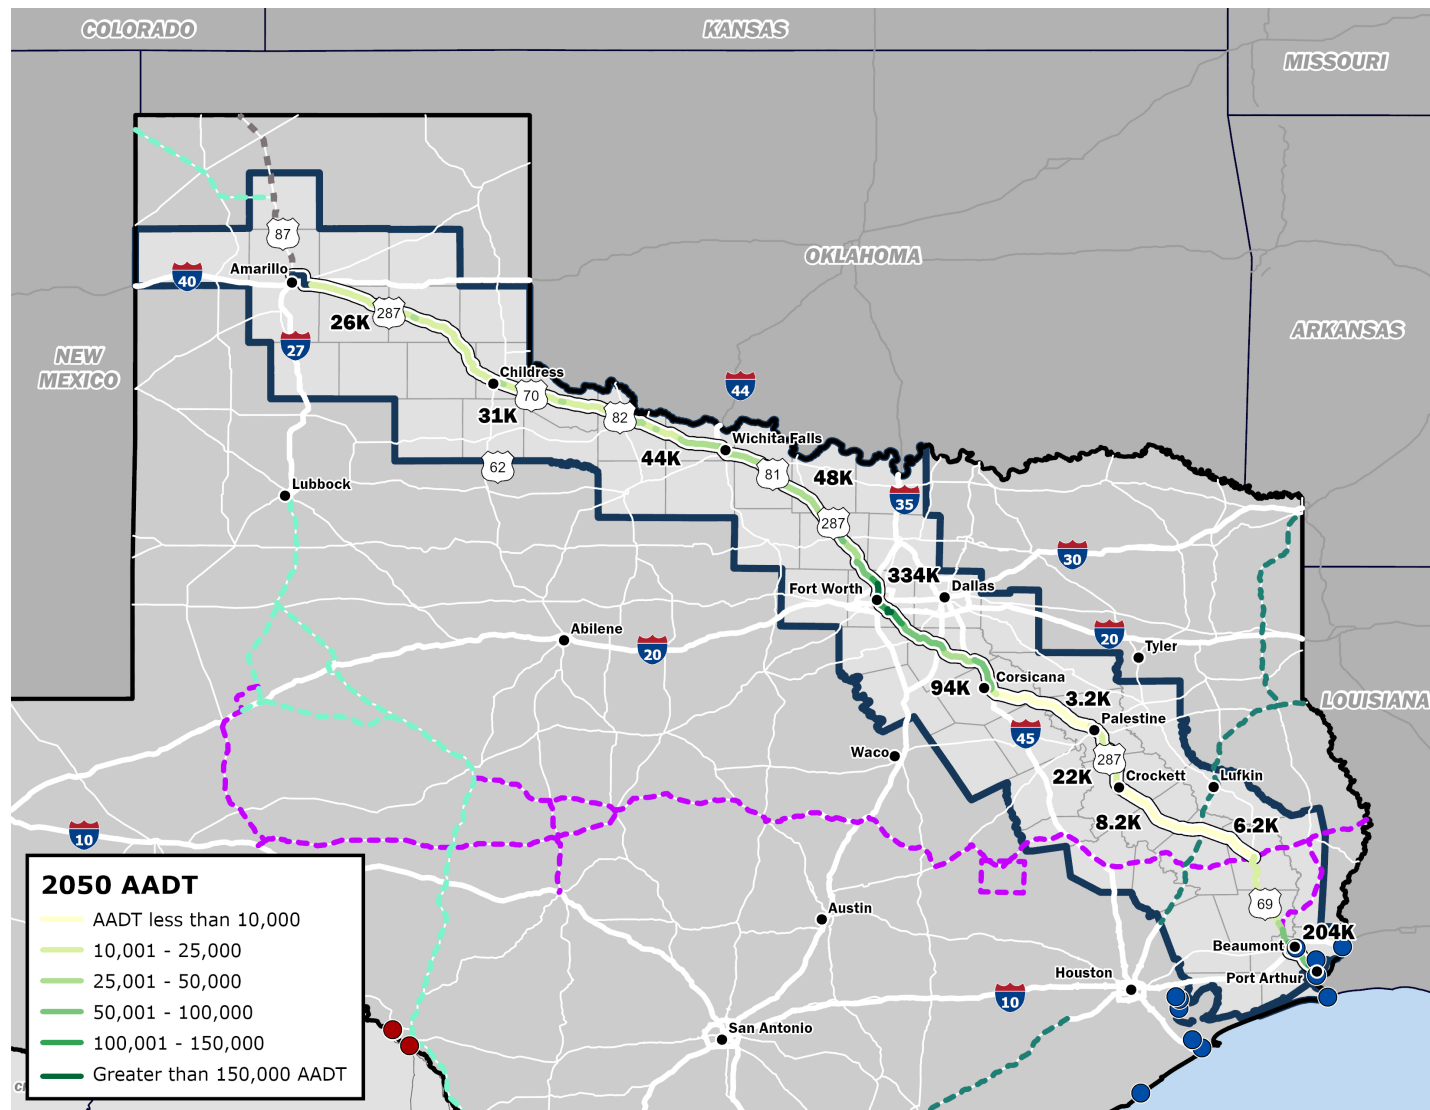 COLORADO
KANSAS
MISSOURI
OKLAHOMA
87
Amarillo
40
287
26K
27
NEW
MEXICO
ARKANSAS
Childress
70
44
31K
82
Wichita Falls
44K
62
81
48K
Lubbock
35
287
30
334K
Fort Worth
Dallas
Abilene
20
20
Tyler
Corsicana
94K
3.2K
LOUISIANA
Palestine
45
Waco
287
22K
Crockett
Lufkin
8.2K
6.2K
10
2050 AADT
AADT less than 10,000
10,001 - 25,000
25,001 - 50,000
50,001 - 100,000
100,001 - 150,000
Greater than 150,000 AADT
69
Austin
204K
Beaumont
Houston
Port Arthur
10
San Antonio